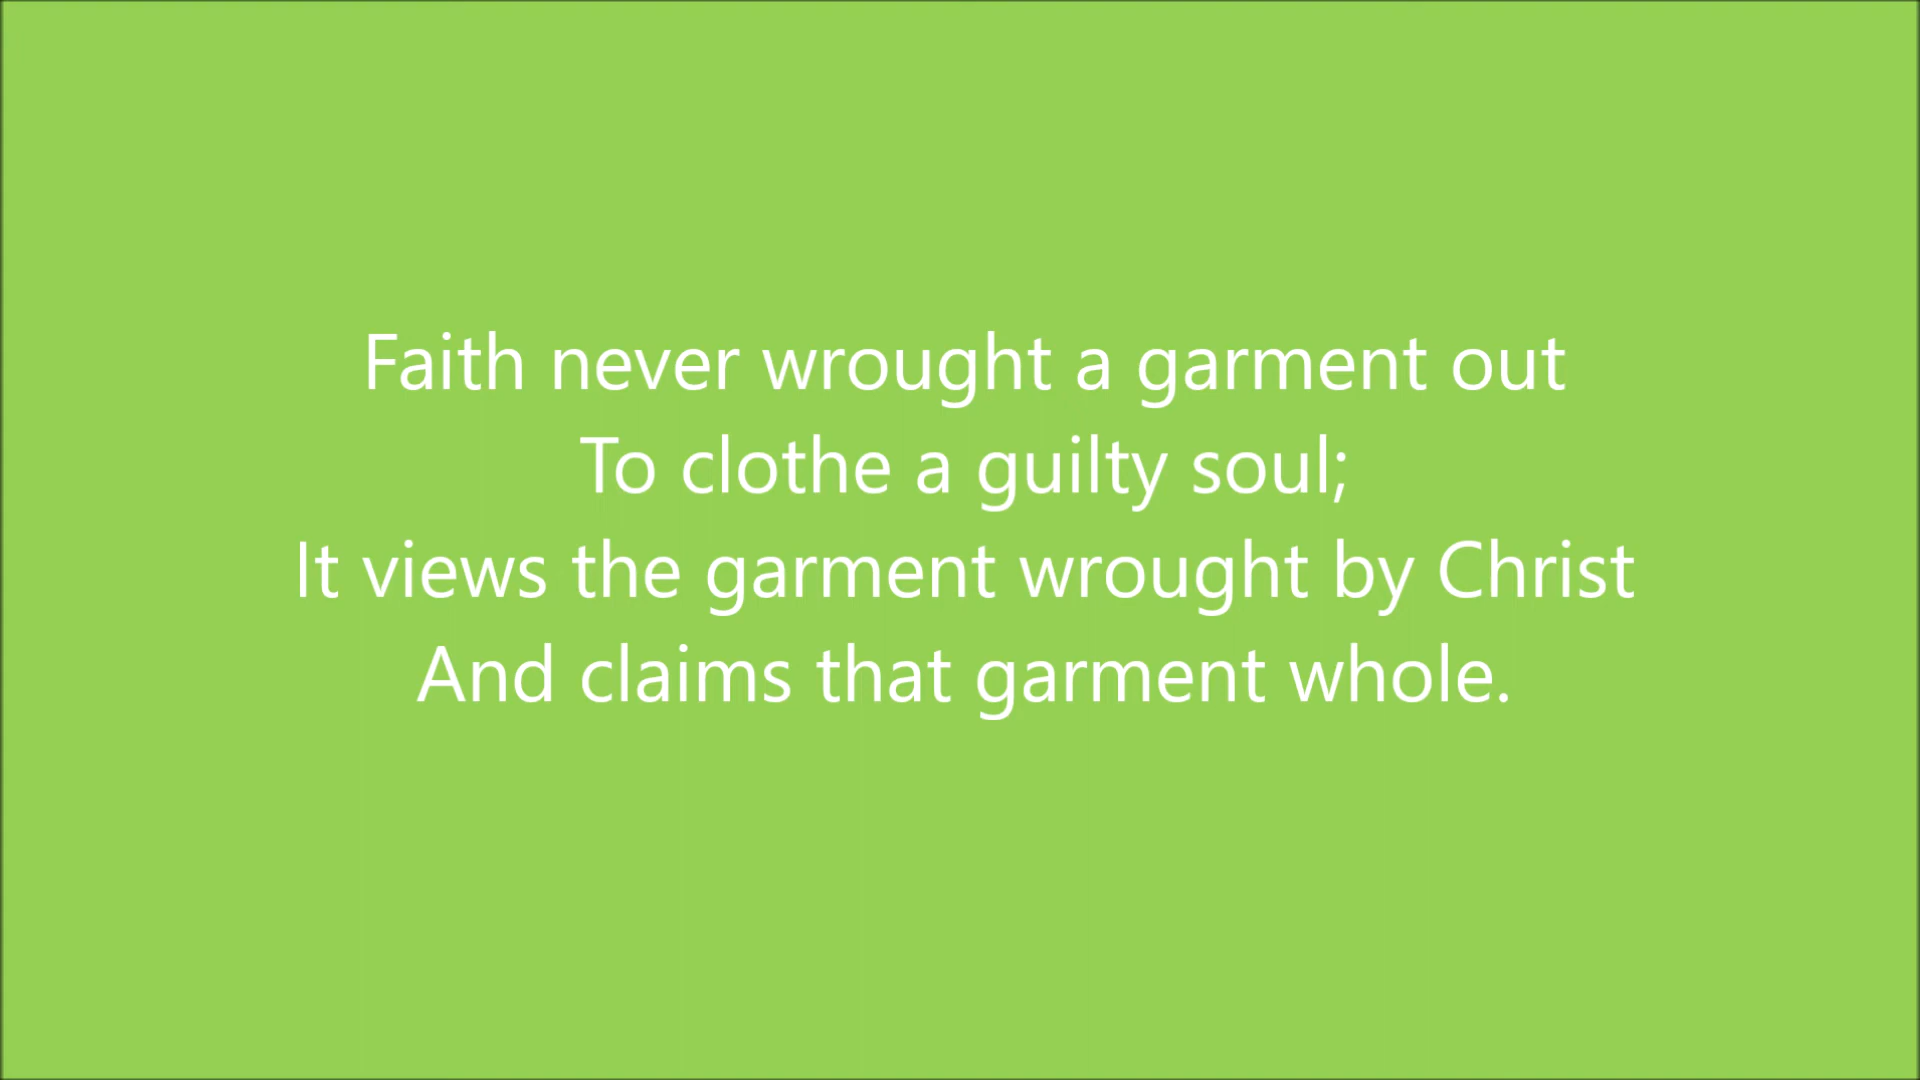 Faith never wrought a garment out
To clothe a guilty soul;
It views the garment wrought by Christ
And claims that garment whole.